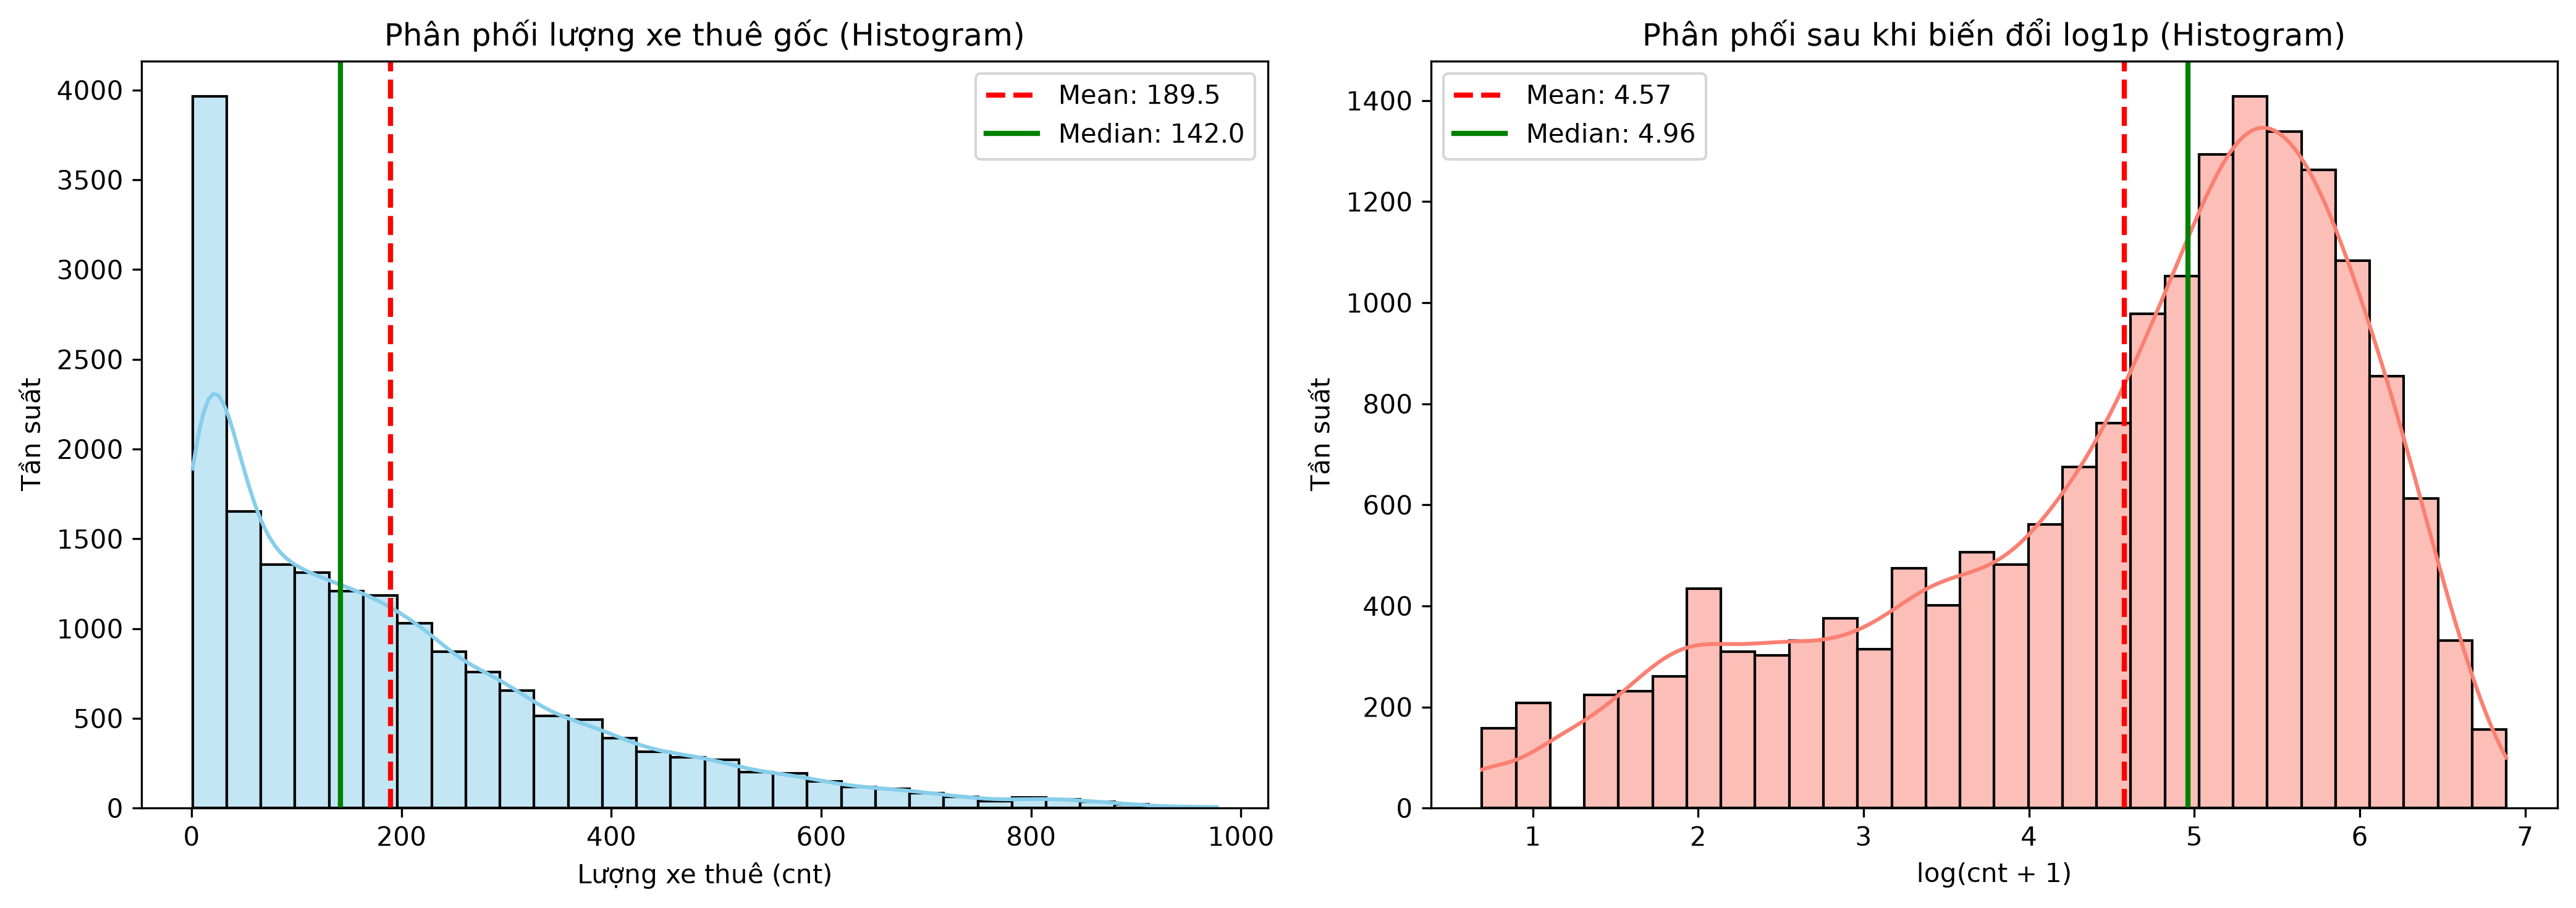 Phân phối lượng xe thuê gốc (Histogram)
Mean: 189.5
Median: 142.0
Tần suất
4000
3500
3000
2500
2000
1500
1000
500
0
0 200 400 600 800 1000
Lượng xe thuê (cnt)
Phân phối sau khi biến đổi log1p (Histogram)
Mean: 4.57
Median: 4.96
Tần suất
1400
1200
1000
800
600
400
200
0
1 2 3 4 5 6 7
log(cnt + 1)